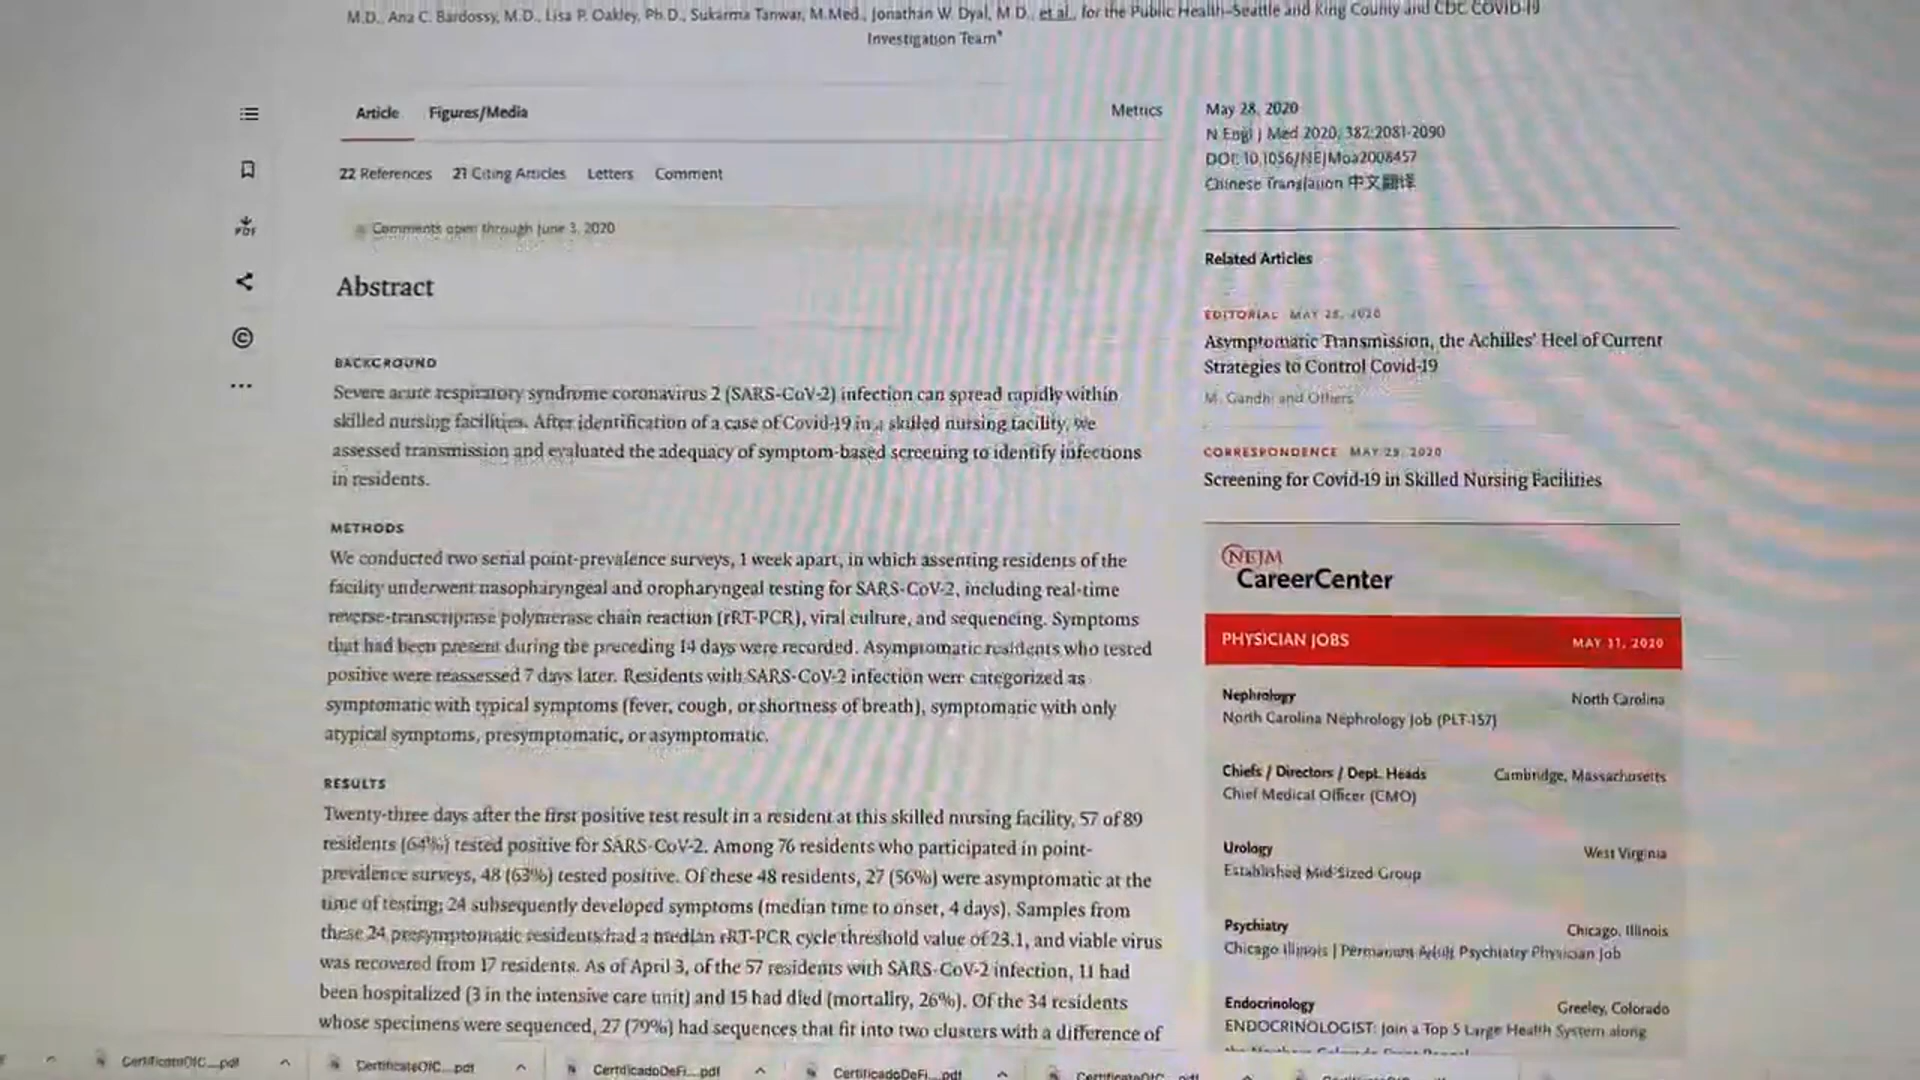 M.D., Ana C. Bardossy, M.D., Lisa P. Oakley, Ph.D., Sukarma Tanwar, M.Med., Jonathan W. Dyal, M.D., et al., for the Public Health–Seattle and King County and CDC COVID-19
Investigation Team*
Article Figures/Media Metrics
22 References 21 Citing Articles Letters Comment
Comments open through June 3, 2020
Abstract
BACKGROUND
Severe acute respiratory syndrome coronavirus 2 (SARS-CoV-2) infection can spread rapidly within
skilled nursing facilities. After identification of a case of Covid-19 in a skilled nursing facility, we
assessed transmission and evaluated the adequacy of symptom-based screening to identify infections
in residents.
METHODS
We conducted two serial point-prevalence surveys, 1 week apart, in which assenting residents of the
facility underwent nasopharyngeal and oropharyngeal testing for SARS-CoV-2, including real-time
reverse-transcriptase polymerase chain reaction (rRT-PCR), viral culture, and sequencing. Symptoms
that had been present during the preceding 14 days were recorded. Asymptomatic residents who tested
positive were reassessed 7 days later. Residents with SARS-CoV-2 infection were categorized as
symptomatic with typical symptoms (fever, cough, or shortness of breath), symptomatic with only
atypical symptoms, presymptomatic, or asymptomatic.
RESULTS
Twenty-three days after the first positive test result in a resident at this skilled nursing facility, 57 of 89
residents (64%) tested positive for SARS-CoV-2. Among 76 residents who participated in point-
prevalence surveys, 48 (63%) tested positive. Of these 48 residents, 27 (56%) were asymptomatic at the
time of testing; 24 subsequently developed symptoms (median time to onset, 4 days). Samples from
these 24 presymptomatic residents had a median rRT-PCR cycle threshold value of 23.1, and viable virus
was recovered from 17 residents. As of April 3, of the 57 residents with SARS-CoV-2 infection, 11 had
been hospitalized (3 in the intensive care unit) and 15 had died (mortality, 26%). Of the 34 residents
whose specimens were sequenced, 27 (79%) had sequences that fit into two clusters with a difference of
PDF
May 28, 2020
N Engl J Med 2020; 382:2081-2090
DOI: 10.1056/NEJMoa2008457
Chinese Translation 中文翻译
Related Articles
EDITORIAL MAY 28, 2020
Asymptomatic Transmission, the Achilles' Heel of Current
Strategies to Control Covid-19
M. Gandhi and Others
CORRESPONDENCE MAY 29, 2020
Screening for Covid-19 in Skilled Nursing Facilities
NEJM
CareerCenter
PHYSICIAN JOBS MAY 31, 2020
Nephrology North Carolina
North Carolina Nephrology Job (PLT-157)
Chiefs / Directors / Dept. Heads Cambridge, Massachusetts
Chief Medical Officer (CMO)
Urology West Virginia
Established Mid-Sized Group
Psychiatry Chicago, Illinois
Chicago Illinois | Permanent Adult Psychiatry Physician Job
Endocrinology Greeley, Colorado
ENDOCRINOLOGIST: Join a Top 5 Large Health System along
CertificateOfC....pdf CertificateOfC....pdf CertificadoDeFi....pdf CertificadoDeFi....pdf CertificateOfC....pdf